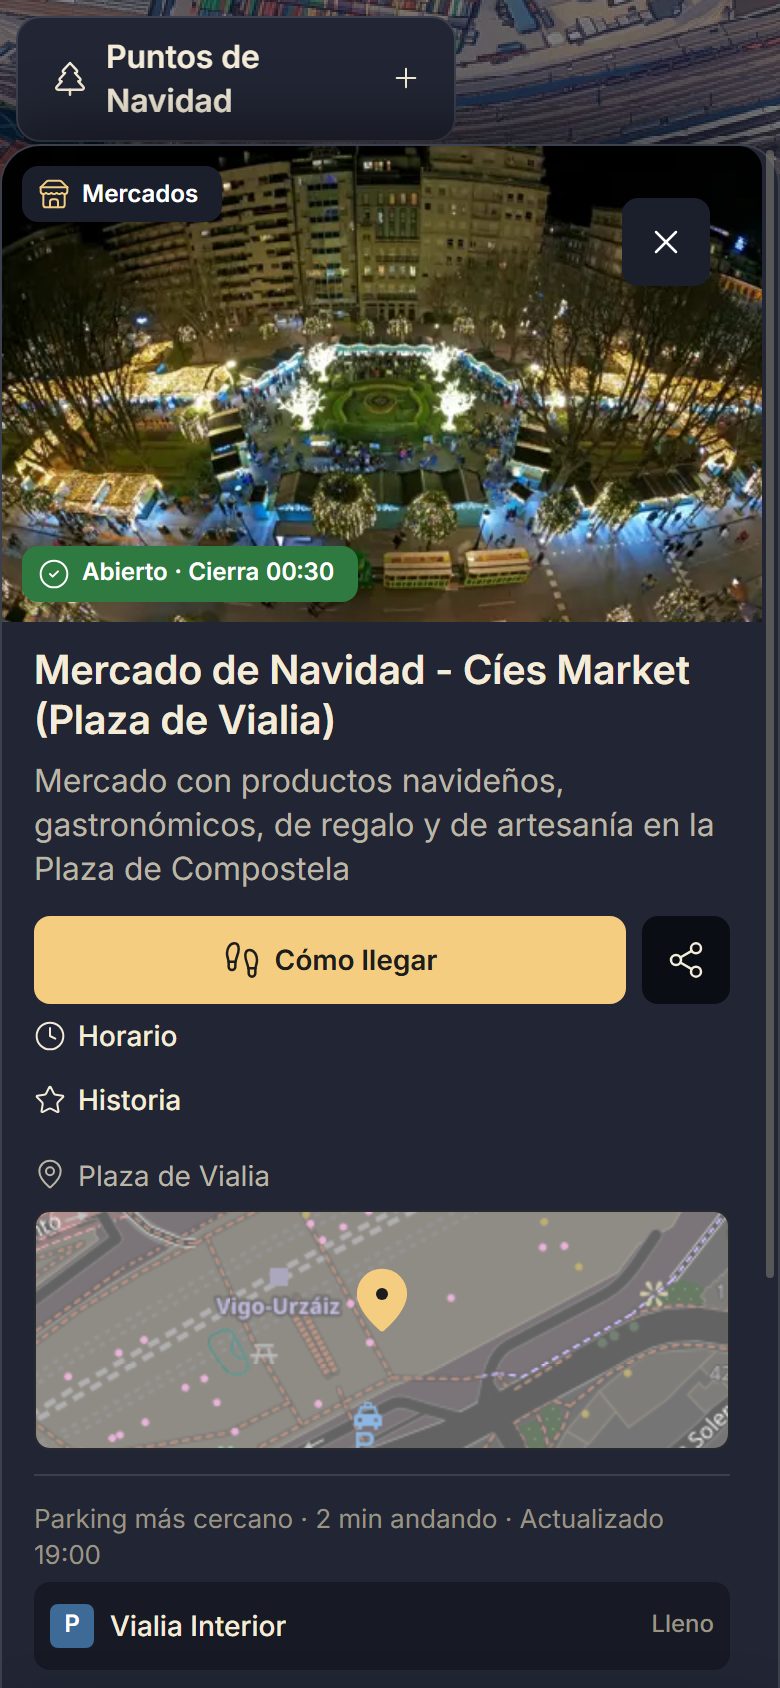 Puntos de
Navidad
Mercados
Abierto · Cierra 00:30
Mercado de Navidad - Cíes Market
(Plaza de Vialia)
Mercado con productos navideños,
gastronómicos, de regalo y de artesanía en la
Plaza de Compostela
Cómo llegar
Horario
Historia
Plaza de Vialia
Vigo-Urzáiz
P
Parking más cercano · 2 min andando · Actualizado
19:00
P Vialia Interior Lleno